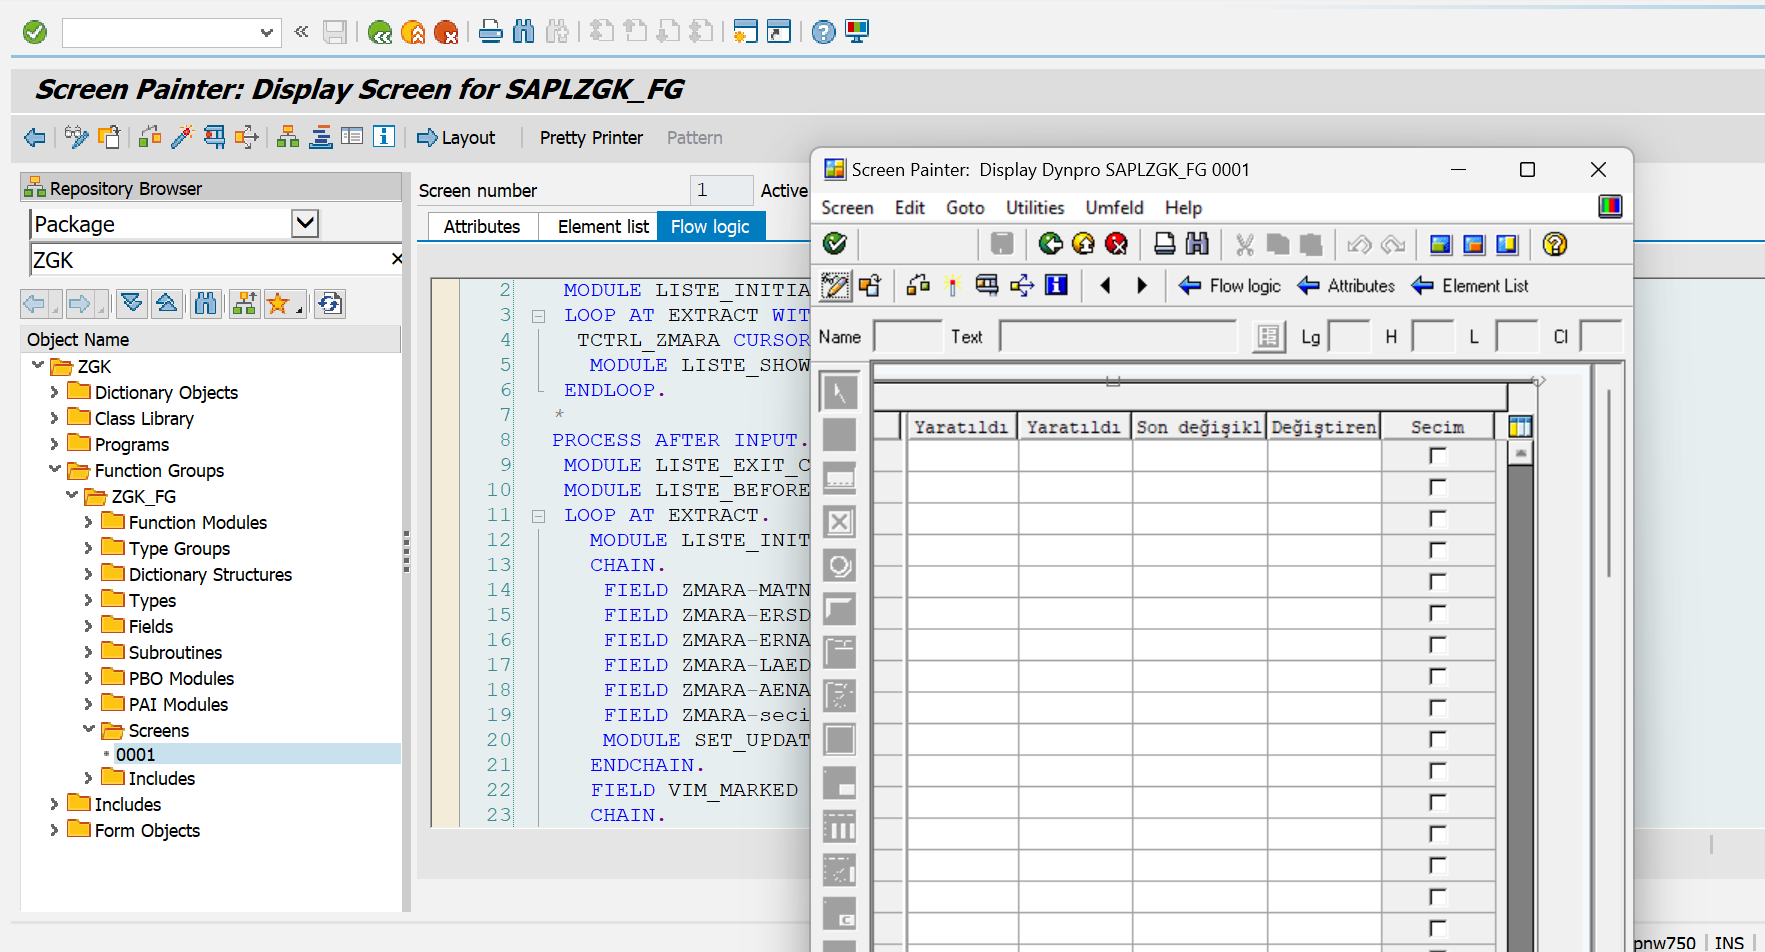 Screen Painter: Display Screen for SAPLZGK_FG
Layout
Pretty Printer
Pattern
Repository Browser
Package
ZGK
Object Name
ZGK
Dictionary Objects
Class Library
Programs
Function Groups
ZGK_FG
Function Modules
Type Groups
Dictionary Structures
Types
Fields
Subroutines
PBO Modules
PAI Modules
Screens
0001
Includes
Includes
Form Objects
Screen number 1 Active
Attributes Element list Flow logic
2 MODULE LISTE_INITIA
3 LOOP AT EXTRACT WIT
4 TCTRL_ZMARA CURSOR
5 MODULE LISTE_SHOW
6 ENDLOOP.
7 *
8 PROCESS AFTER INPUT.
9 MODULE LISTE_EXIT_C
10 MODULE LISTE_BEFORE
11 LOOP AT EXTRACT.
12 MODULE LISTE_INIT
13 CHAIN.
14 FIELD ZMARA-MATN
15 FIELD ZMARA-ERSD
16 FIELD ZMARA-ERNA
17 FIELD ZMARA-LAED
18 FIELD ZMARA-AENA
19 FIELD ZMARA-seci
20 MODULE SET_UPDAT
21 ENDCHAIN.
22 FIELD VIM_MARKED
23 CHAIN.
Screen Painter: Display Dynpro SAPLZGK_FG 0001
Screen Edit Goto Utilities Umfeld Help
Flow logic Attributes Element List
Name Text Lg H L Cl
Yaratıldı Yaratıldı Son değişikl Değiştiren Secim
C
pnw750 INS